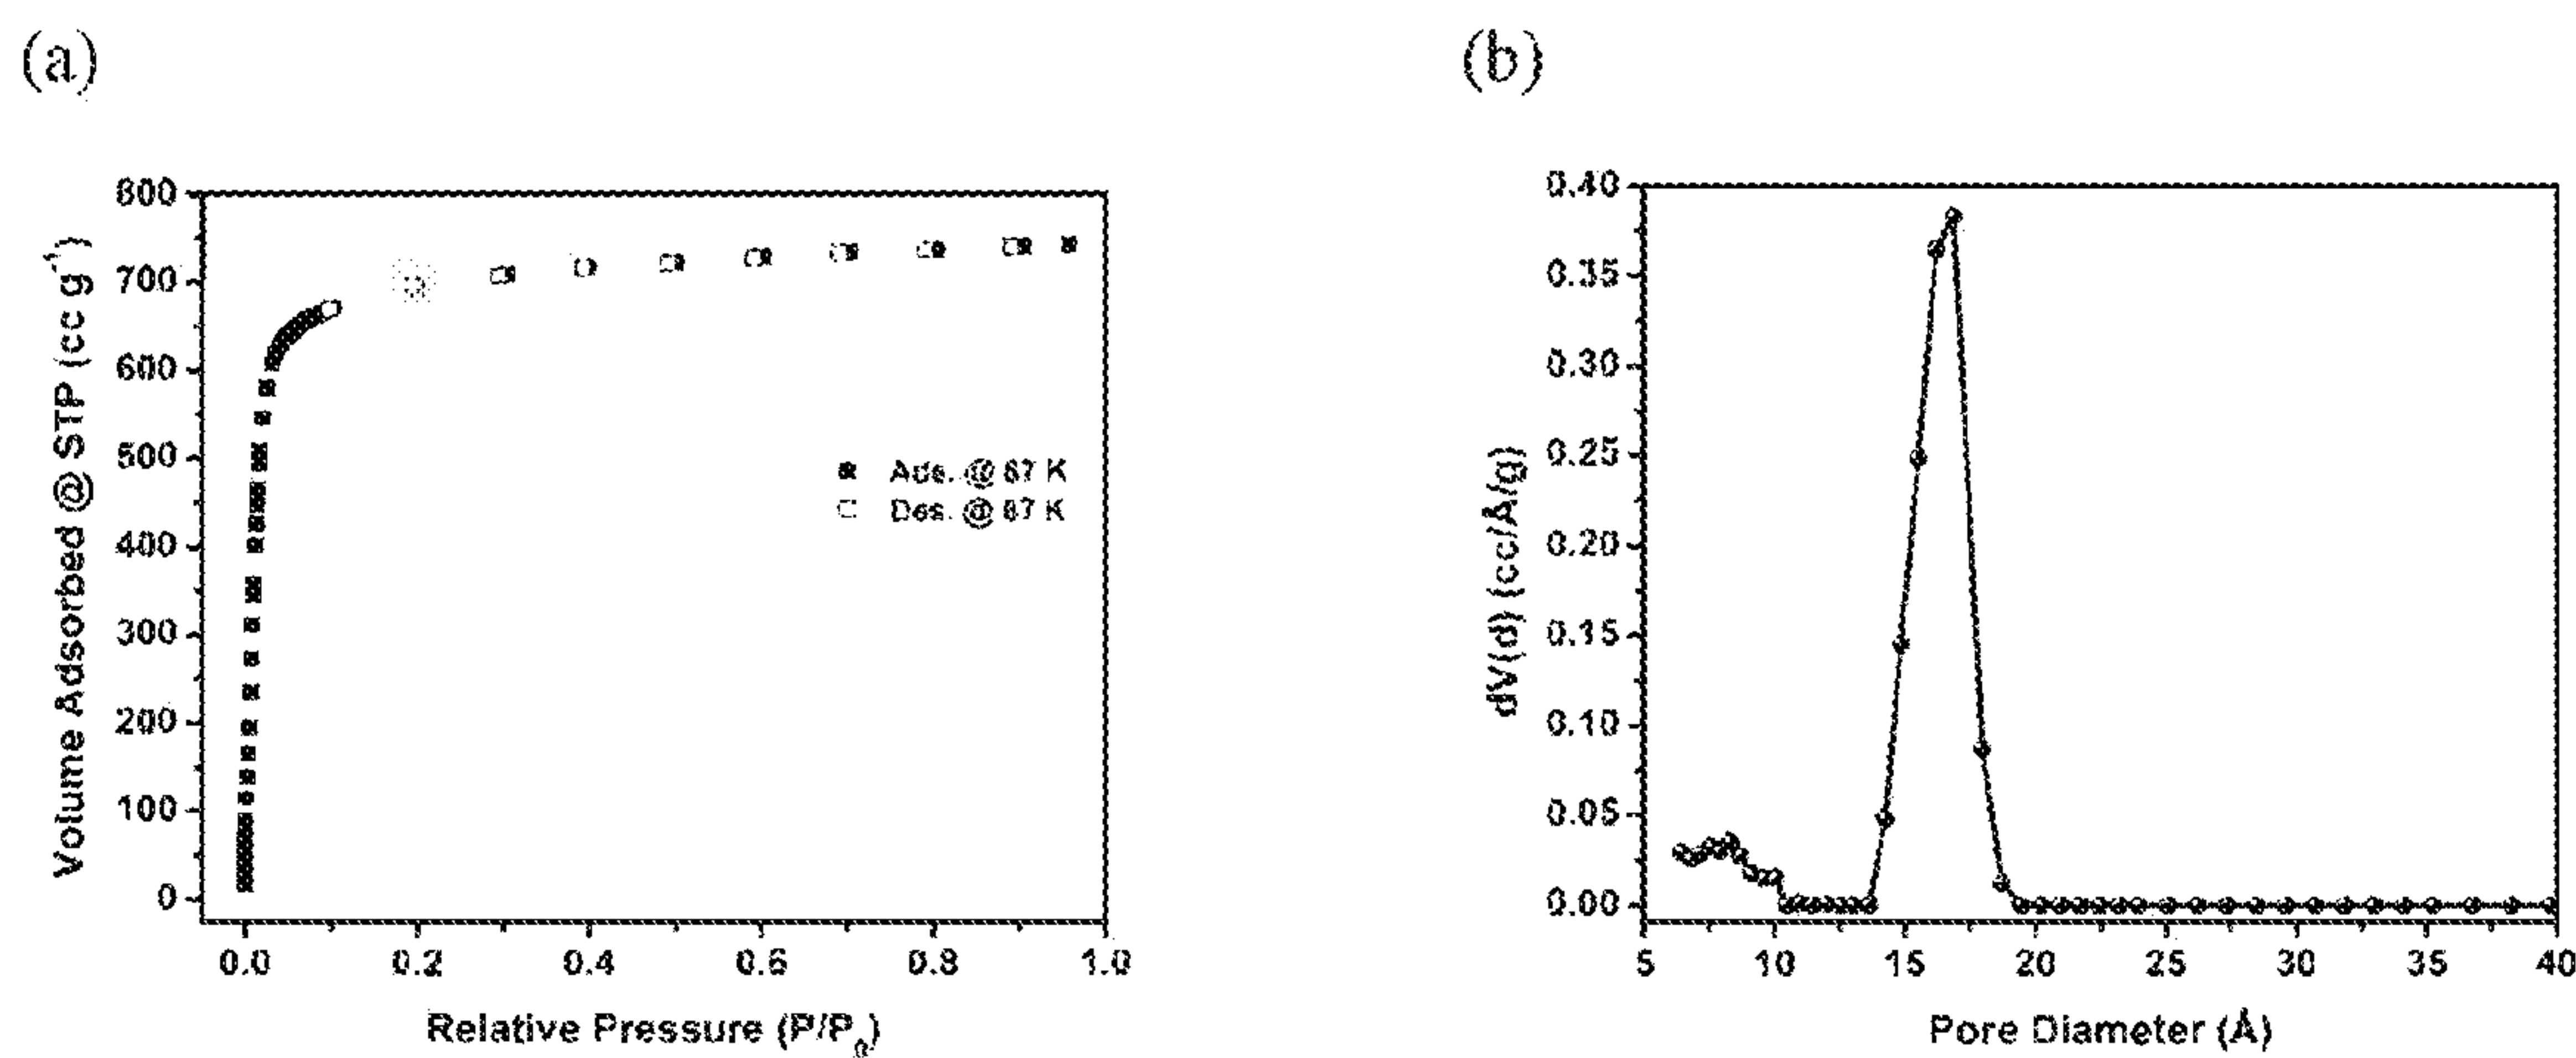 (a)
(b)
Volume Adsorbed @ STP (cc g⁻¹)
800
700
600
500
400
300
200
100
0
0.0 0.2 0.4 0.6 0.8 1.0
Relative Pressure (P/P₀)
Ads. @ 87 K
Des. @ 87 K
dV(d) (cc/Å/g)
0.40
0.35
0.30
0.25
0.20
0.15
0.10
0.05
0.00
5 10 15 20 25 30 35 40
Pore Diameter (Å)